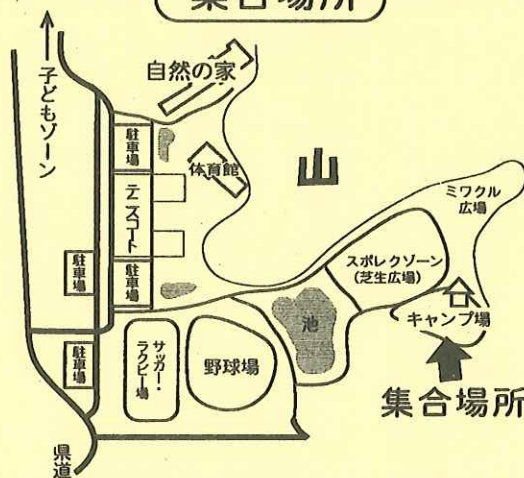 集合場所
子どもゾーン
自然の家
駐車場
体育館
山
テニスコート
ミワクル
広場
スポレクゾーン
(芝生広場)
駐車場
駐車場
池
キャンプ場
駐車場
サッカー・
ラクビー場
野球場
集合場所
県道